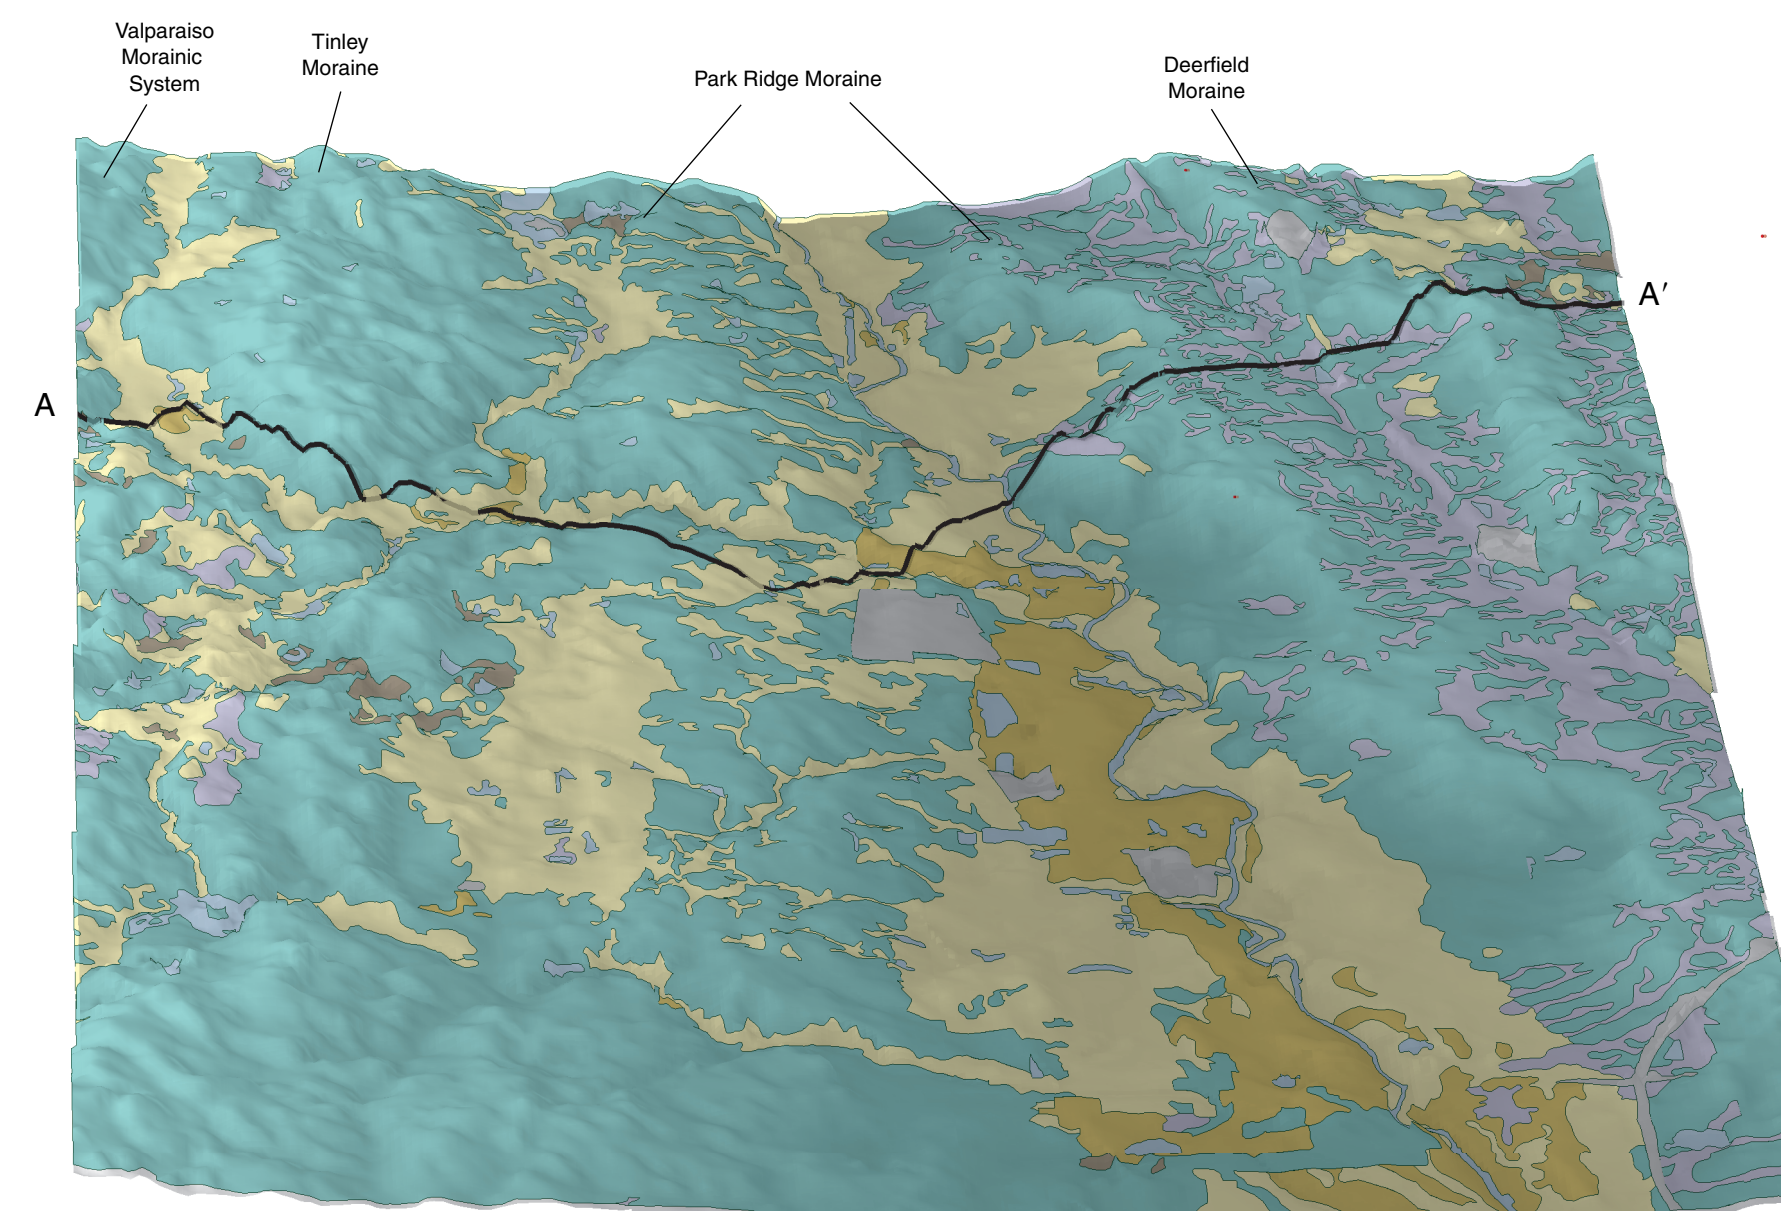 Valparaiso
Morainic
System
Tinley
Moraine
Park Ridge Moraine
Deerfield
Moraine
A′
A